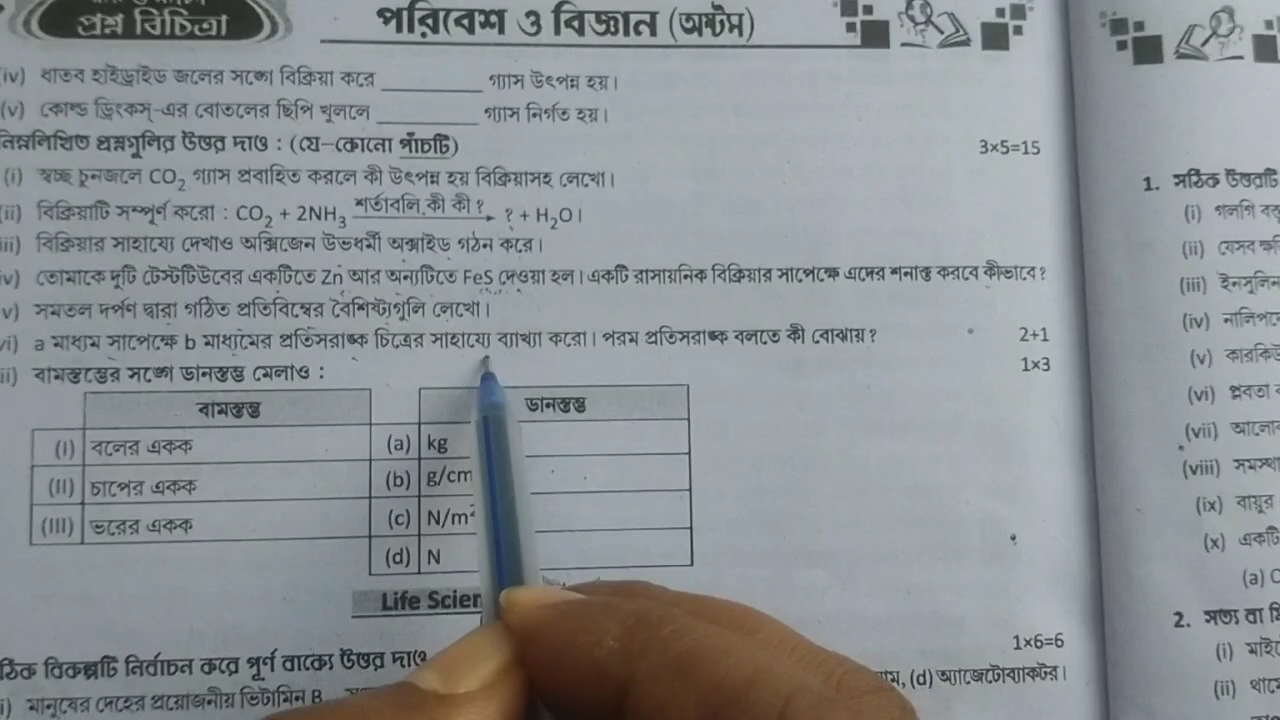 প্রশ্ন বিচিত্রা
পরিবেশ ও বিজ্ঞান (অষ্টম)
iv) ধাতব হাইড্রাইড জলের সঙ্গে বিক্রিয়া করে ________ গ্যাস উৎপন্ন হয়।
(v) কোল্ড ড্রিংকস্-এর বোতলের ছিপি খুললে ________ গ্যাস নির্গত হয়।
নিম্নলিখিত প্রশ্নগুলির উত্তর দাও : (যে-কোনো পাঁচটি) 3×5=15
(i) স্বচ্ছ চুনজলে CO₂ গ্যাস প্রবাহিত করলে কী উৎপন্ন হয় বিক্রিয়াসহ লেখো।
ii) বিক্রিয়াটি সম্পূর্ণ করো : CO₂ + 2NH₃ শর্তাবলি কী কী? → ? + H₂O।
iii) বিক্রিয়ার সাহায্যে দেখাও অক্সিজেন উভধর্মী অক্সাইড গঠন করে।
iv) তোমাকে দুটি টেস্টটিউবের একটিতে Zn আর অন্যটিতে FeS দেওয়া হল। একটি রাসায়নিক বিক্রিয়ার সাপেক্ষে এদের শনাক্ত করবে কীভাবে?
v) সমতল দর্পণ দ্বারা গঠিত প্রতিবিম্বের বৈশিষ্ট্যগুলি লেখো।
vi) a মাধ্যম সাপেক্ষে b মাধ্যমের প্রতিসরাঙ্ক চিত্রের সাহায্যে ব্যাখ্যা করো। পরম প্রতিসরাঙ্ক বলতে কী বোঝায়? 2+1
ii) বামস্তম্ভের সঙ্গে ডানস্তম্ভ মেলাও : 1×3
বামস্তম্ভ ডানস্তম্ভ
(I) বলের একক (a) kg
(II) চাপের একক (b) g/cm
(III) ভরের একক (c) N/m²
(d) N
Life Scien
ঠিক বিকল্পটি নির্বাচন করে পূর্ণ বাক্যে উত্তর দাও 1×6=6
i) মানুষের দেহের প্রয়োজনীয় ভিটামিন B (d) অ্যাজোটোব্যাকটর।
1. সঠিক উত্তরটি
(i) গলগি
(ii) যেসব
(iii) ইনসুলিন
(iv)
(v)
(vi) প্রবতা
(vii) আলো
(viii) সমসংখ্যা
(ix) বায়ুর
(x) একটি
(a)
2. সত্য বা
(i) মাই
(ii)